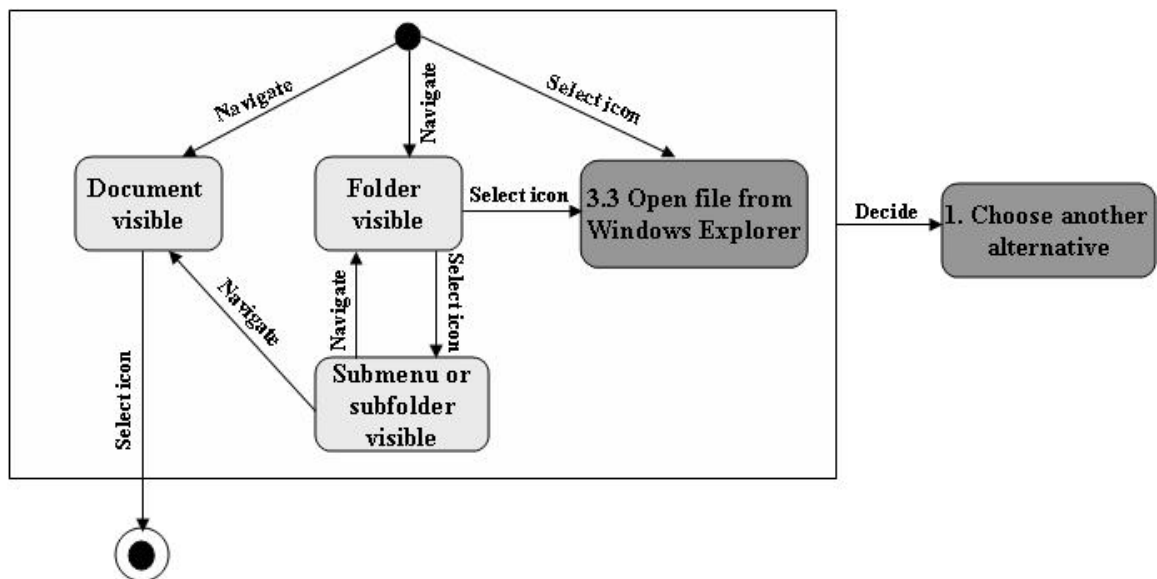 Navigate
Navigate
Select icon
Document
visible
Folder
visible
Select icon
3.3 Open file from
Windows Explorer
Decide
1. Choose another
alternative
Navigate
Navigate
Select icon
Select icon
Submenu or
subfolder
visible